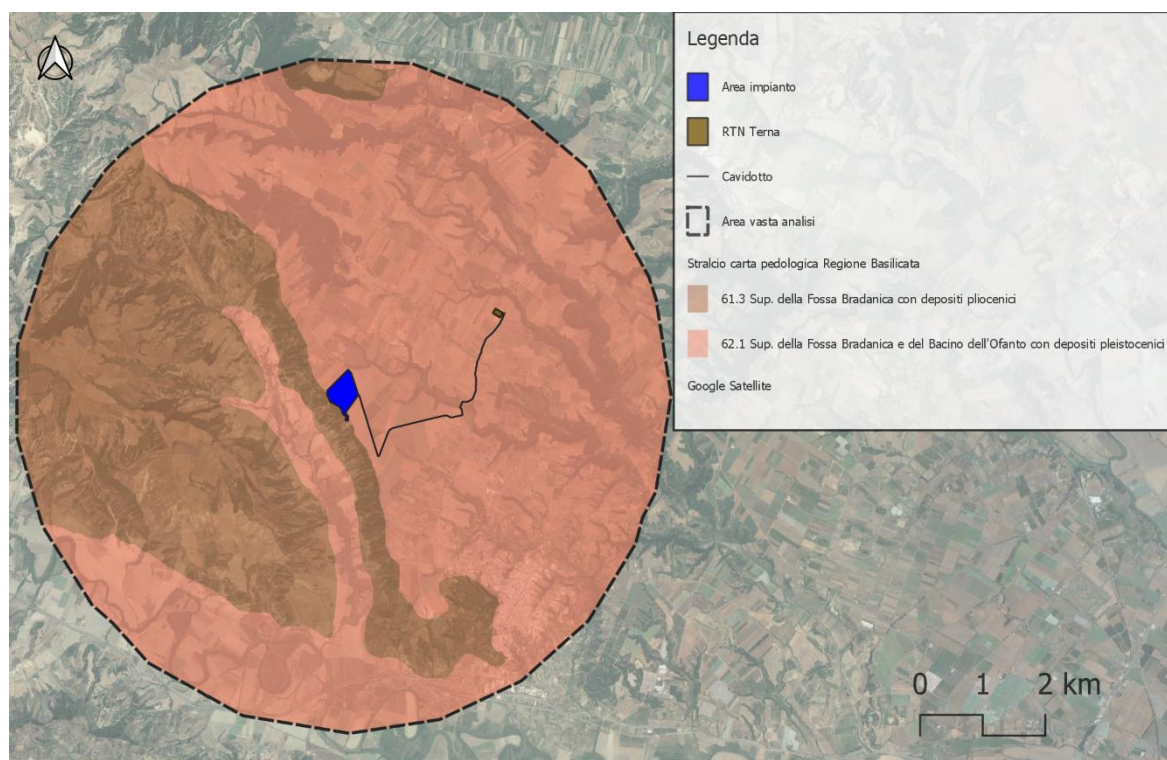 Legenda
Area impianto
RTN Terna
Cavidotto
Area vasta analisi
Stralcio carta pedologica Regione Basilicata
61.3 Sup. della Fossa Bradanica con depositi pliocenici
62.1 Sup. della Fossa Bradanica e del Bacino dell'Ofanto con depositi pleistocenici
Google Satellite
0 1 2 km